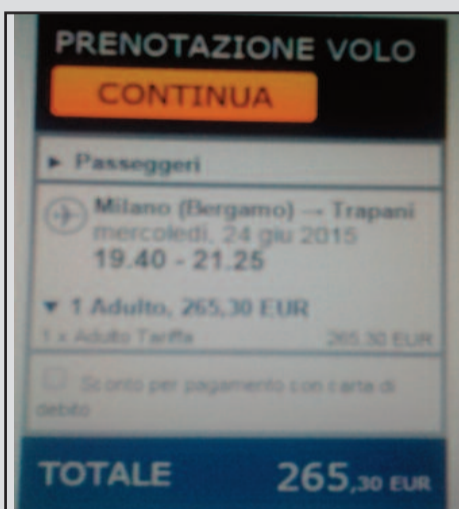 PRENOTAZIONE VOLO
CONTINUA
► Passeggeri
Milano (Bergamo) → Trapani
mercoledì, 24 giu 2015
19.40 - 21.25
▼ 1 Adulto, 265,30 EUR
1 x Adulto Tariffa 265.30 EUR
Sconto per pagamento con carta di
debito
TOTALE 265,30 EUR